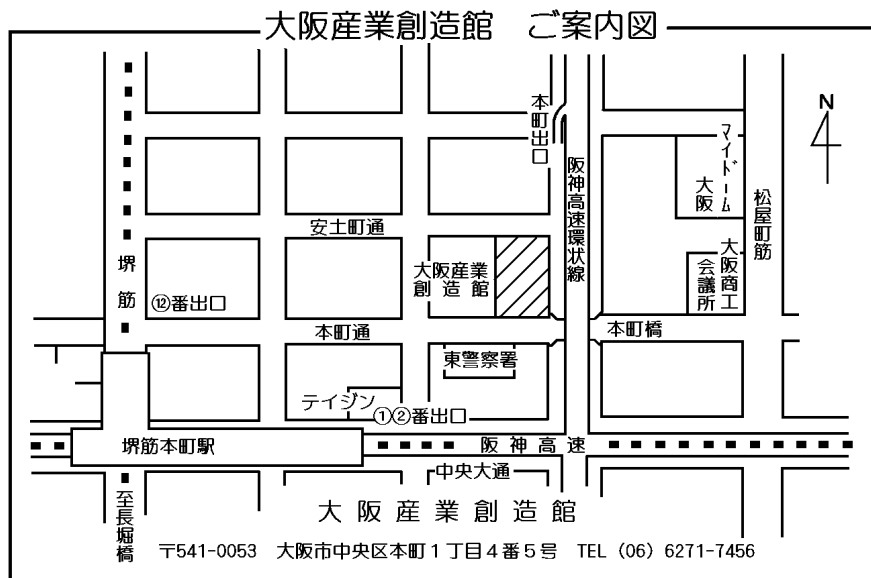 大阪産業創造館 ご案内図
本町出口
N
マイドーム
大阪
阪神高速環状線
松屋町筋
安土町通
大阪産業
創造館
大阪商工
会議所
堺筋
⑫番出口
本町通
本町橋
東警察署
テイジン
①②番出口
堺筋本町駅
阪神高速
中央大通
至長堀橋
大阪産業創造館
〒541-0053 大阪市中央区本町1丁目4番5号 TEL (06) 6271-7456